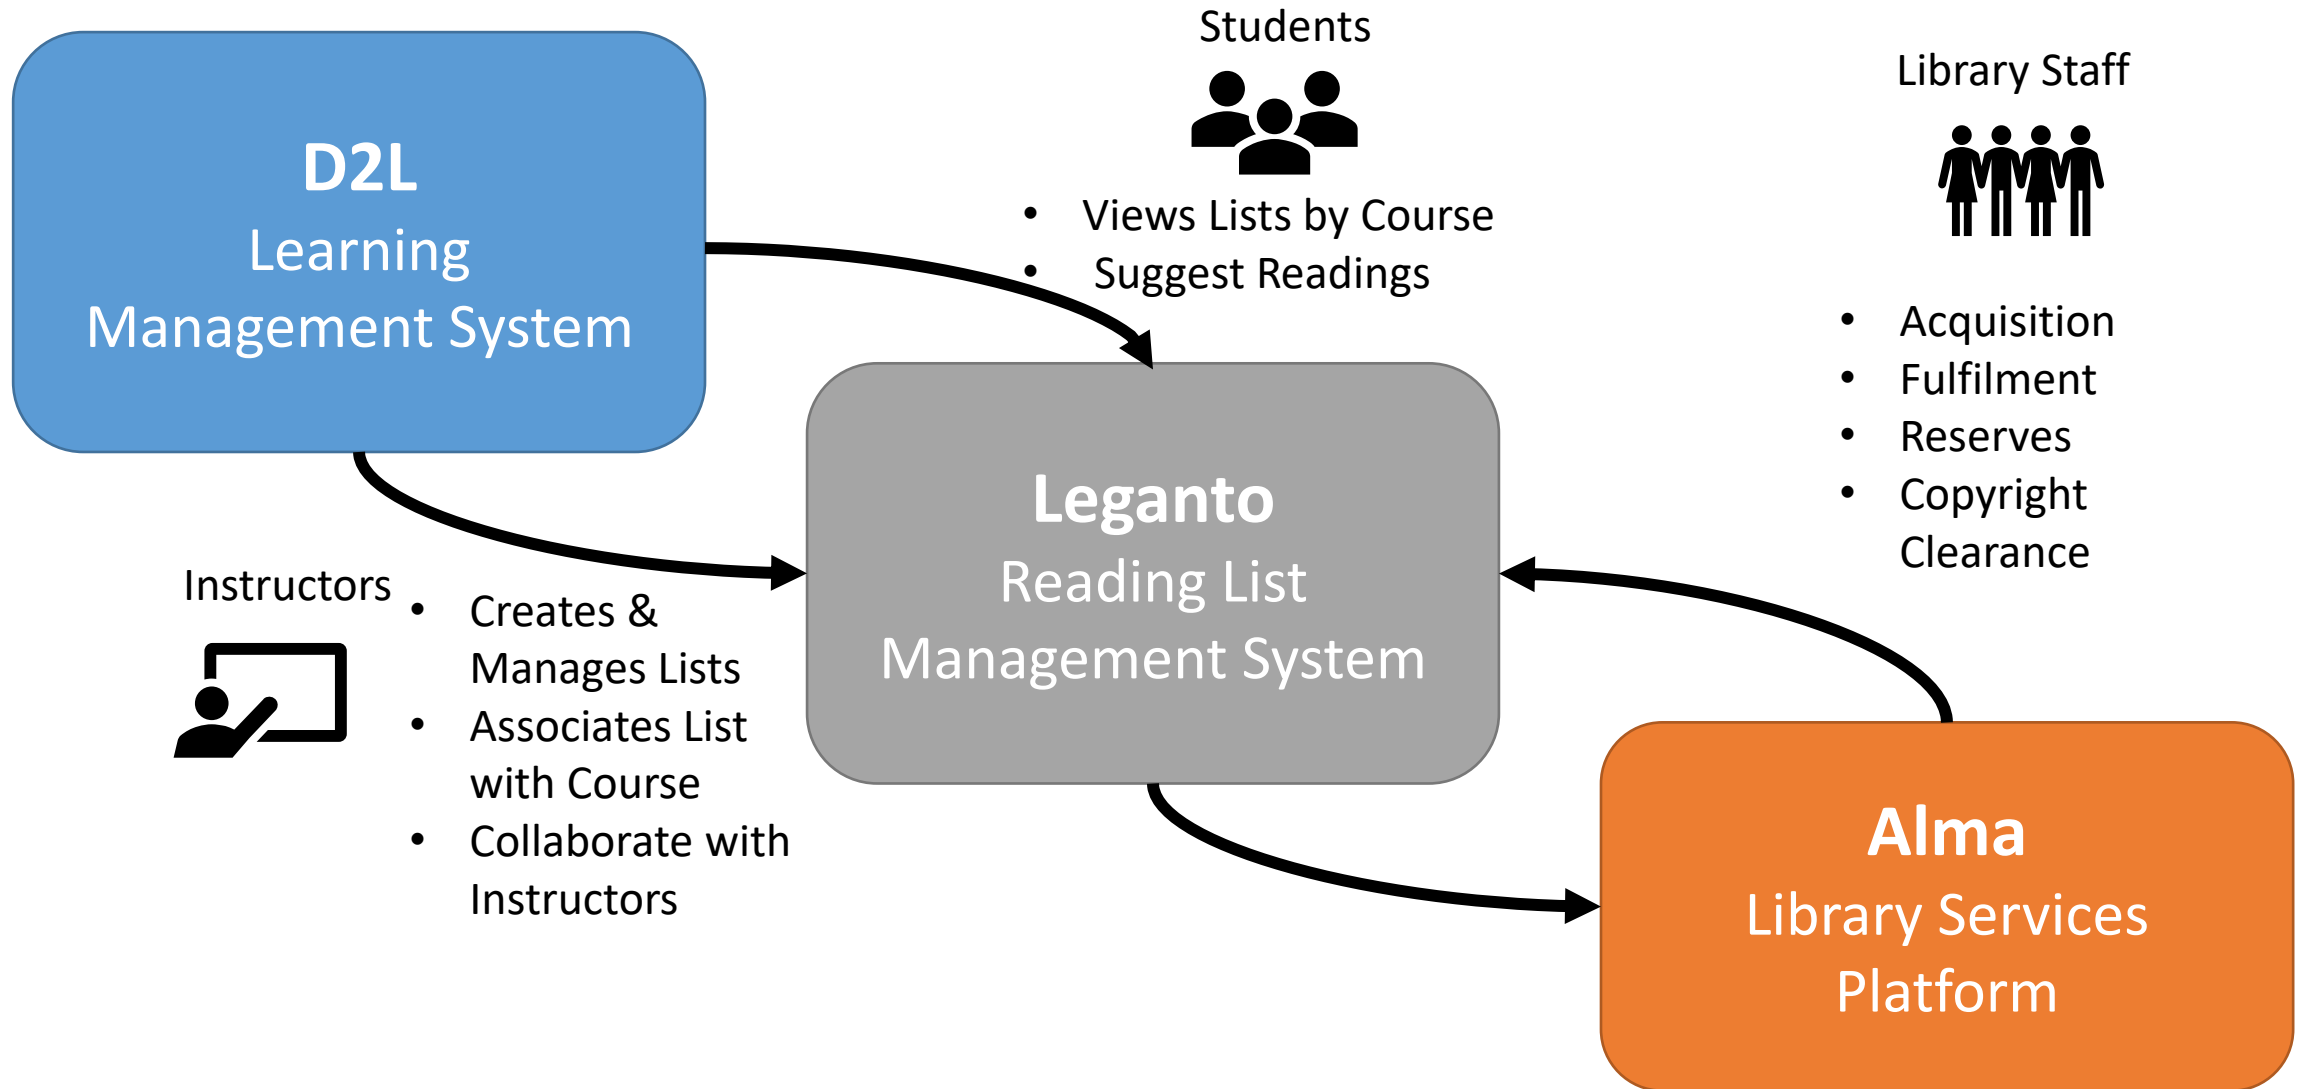 D2L
Learning
Management System
Students
• Views Lists by Course
• Suggest Readings
Library Staff
• Acquisition
• Fulfilment
• Reserves
• Copyright
Clearance
Leganto
Reading List
Management System
Instructors
• Creates &
Manages Lists
• Associates List
with Course
• Collaborate with
Instructors
Alma
Library Services
Platform